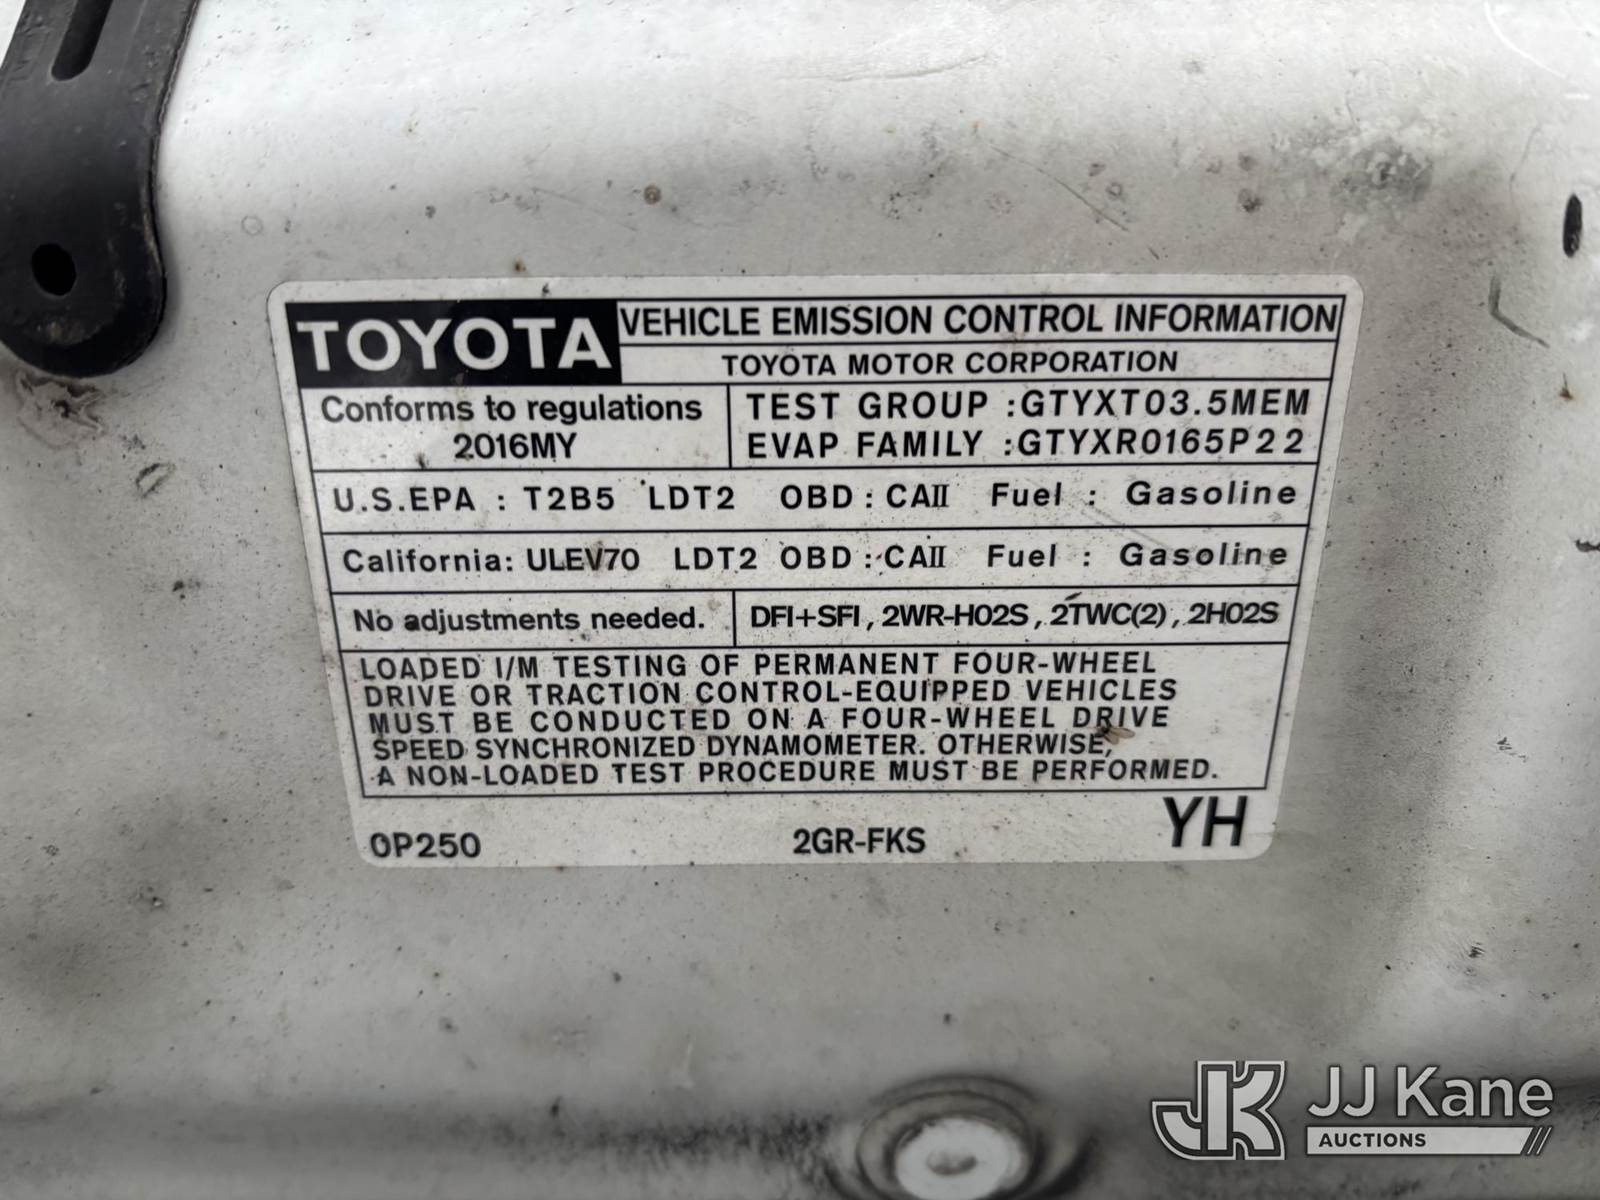 TOYOTA
VEHICLE EMISSION CONTROL INFORMATION
TOYOTA MOTOR CORPORATION
Conforms to regulations
2016MY
TEST GROUP :GTYXT03.5MEM
EVAP FAMILY :GTYXR0165P22
U.S.EPA : T2B5 LDT2 OBD : CAII Fuel : Gasoline
California: ULEV70 LDT2 OBD : CAII Fuel : Gasoline
No adjustments needed.
DFI+SFI, 2WR-HO2S, 2TWC(2), 2HO2S
LOADED I/M TESTING OF PERMANENT FOUR-WHEEL
DRIVE OR TRACTION CONTROL-EQUIPPED VEHICLES
MUST BE CONDUCTED ON A FOUR-WHEEL DRIVE
SPEED SYNCHRONIZED DYNAMOMETER. OTHERWISE,
A NON-LOADED TEST PROCEDURE MUST BE PERFORMED.
0P250 2GR-FKS YH
JK JJ Kane
AUCTIONS